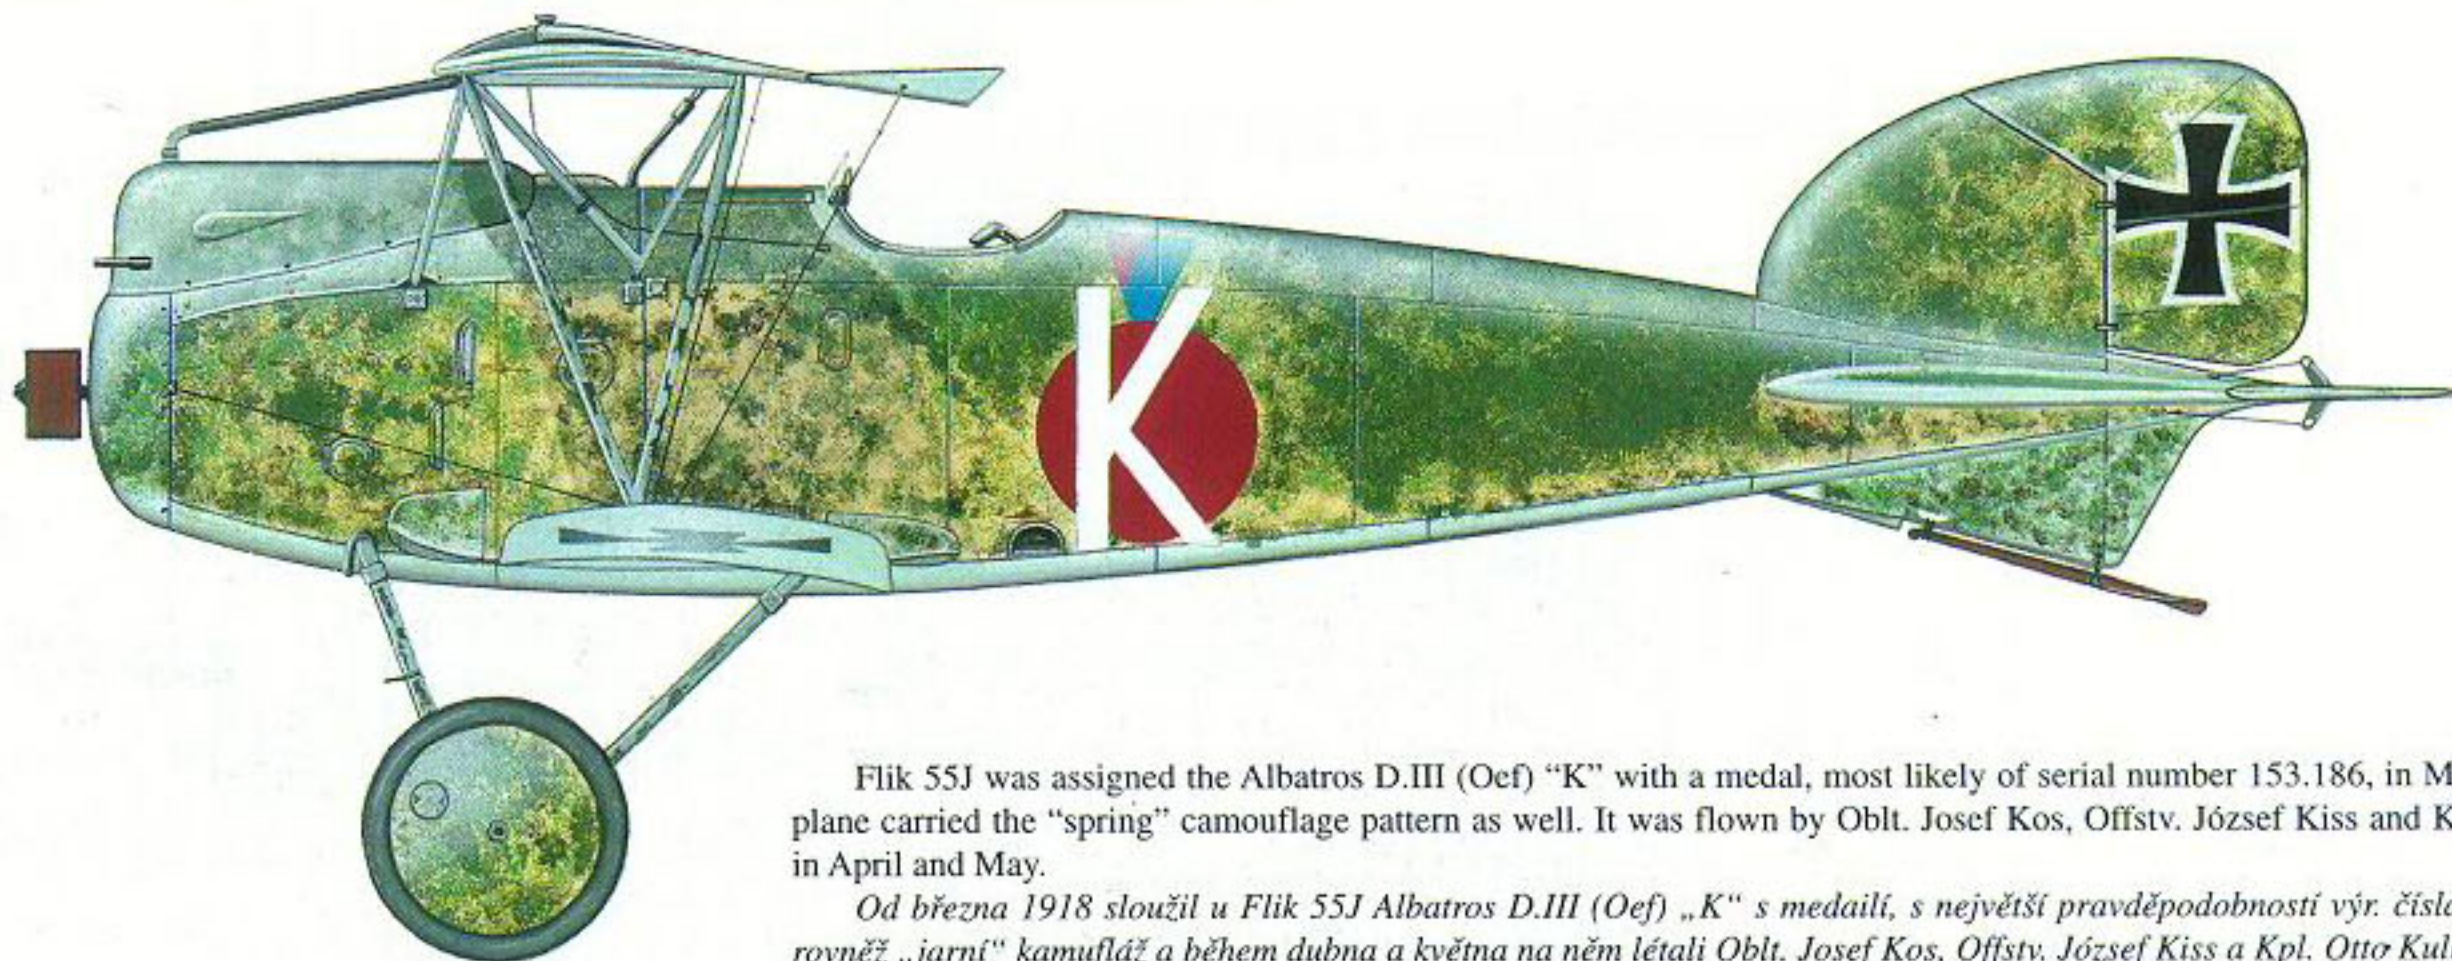 K
Flik 55J was assigned the Albatros D.III (Oef) “K” with a medal, most likely of serial number 153.186, in M
plane carried the “spring” camouflage pattern as well. It was flown by Oblt. Josef Kos, Offstv. József Kiss and K
in April and May.
Od března 1918 sloužil u Flik 55J Albatros D.III (Oef) „K“ s medailí, s největší pravděpodobností výr. čísla
rovněž „jarní“ kamufláž a během dubna a května na něm létali Oblt. Josef Kos, Offstv. József Kiss a Kpl. Otto Kul